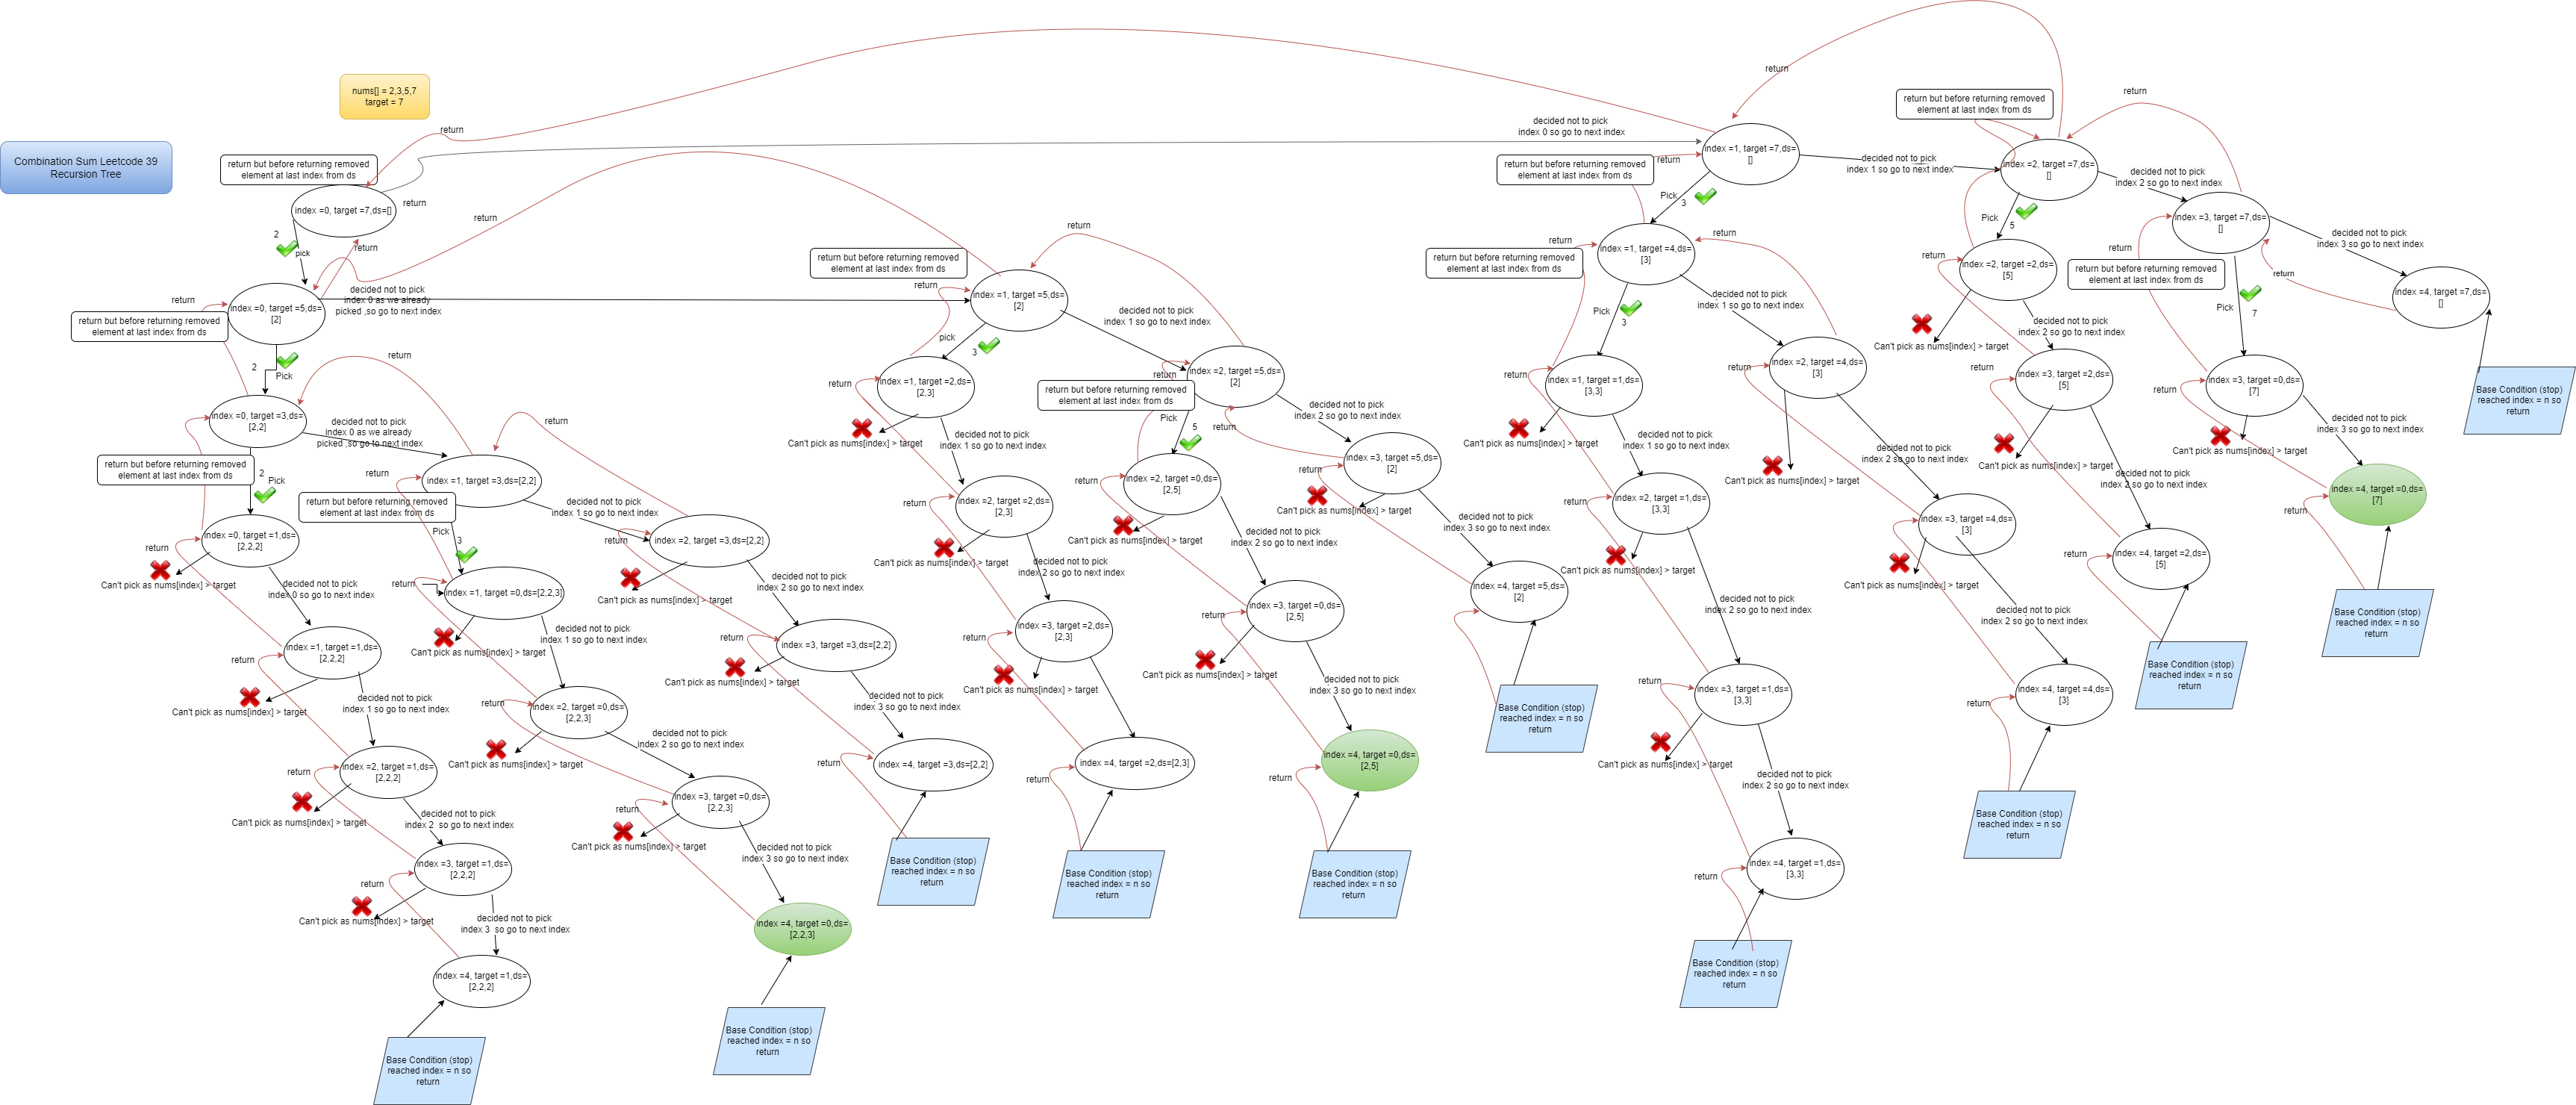 nums[] = 2,3,5,7
target = 7
Combination Sum Leetcode 39
Recursion Tree
return but before returning removed
element at last index from ds
index =0, target =7,ds=[]
return
return
decided not to pick
index 0 so go to next index
2
pick
return
return
return but before returning removed
element at last index from ds
index =0, target =5,ds=
[2]
decided not to pick
index 0 as we already
picked ,so go to next index
return
2
Pick
index =0, target =3,ds=
[2,2]
return
decided not to pick
index 0 as we already
picked ,so go to next index
return but before returning removed
element at last index from ds
2
Pick
index =0, target =1,ds=
[2,2,2]
return
Can't pick as nums[index] > target
decided not to pick
index 0 so go to next index
index =1, target =1,ds=
[2,2,2]
return
Can't pick as nums[index] > target
decided not to pick
index 1 so go to next index
index =2, target =1,ds=
[2,2,2]
return
Can't pick as nums[index] > target
decided not to pick
index 2  so go to next index
index =3, target =1,ds=
[2,2,2]
return
Can't pick as nums[index] > target
decided not to pick
index 3  so go to next index
index =4, target =1,ds=
[2,2,2]
Base Condition (stop)
reached index = n so
return
index =1, target =3,ds=[2,2]
return
return
return but before returning removed
element at last index from ds
Pick
3
index =1, target =0,ds=[2,2,3]
return
Can't pick as nums[index] > target
decided not to pick
index 1 so go to next index
index =2, target =0,ds=
[2,2,3]
return
Can't pick as nums[index] > target
decided not to pick
index 2 so go to next index
index =3, target =0,ds=
[2,2,3]
return
Can't pick as nums[index] > target
decided not to pick
index 3 so go to next index
index =4, target =0,ds=
[2,2,3]
Base Condition (stop)
reached index = n so
return
decided not to pick
index 1 so go to next index
index =2, target =3,ds=[2,2]
return
Can't pick as nums[index] > target
decided not to pick
index 2 so go to next index
index =3, target =3,ds=[2,2]
return
Can't pick as nums[index] > target
decided not to pick
index 3 so go to next index
index =4, target =3,ds=[2,2]
return
Base Condition (stop)
reached index = n so
return
return but before returning removed
element at last index from ds
return
index =1, target =5,ds=
[2]
return
pick
3
index =1, target =2,ds=
[2,3]
return
Can't pick as nums[index] > target
decided not to pick
index 1 so go to next index
index =2, target =2,ds=
[2,3]
return
Can't pick as nums[index] > target
decided not to pick
index 2 so go to next index
index =3, target =2,ds=
[2,3]
return
Can't pick as nums[index] > target
index =4, target =2,ds=[2,3]
return
Base Condition (stop)
reached index = n so
return
decided not to pick
index 1 so go to next index
index =2, target =5,ds=
[2]
return
return but before returning removed
element at last index from ds
Pick
5
return
index =2, target =0,ds=
[2,5]
return
Can't pick as nums[index] > target
decided not to pick
index 2 so go to next index
index =3, target =0,ds=
[2,5]
return
Can't pick as nums[index] > target
decided not to pick
index 3 so go to next index
index =4, target =0,ds=
[2,5]
return
Base Condition (stop)
reached index = n so
return
decided not to pick
index 2 so go to next index
index =3, target =5,ds=
[2]
return
Can't pick as nums[index] > target
decided not to pick
index 3 so go to next index
index =4, target =5,ds=
[2]
Base Condition (stop)
reached index = n so
return
return
index =1, target =7,ds=
[]
return
return but before returning removed
element at last index from ds
Pick
3
index =1, target =4,ds=
[3]
return
return
return but before returning removed
element at last index from ds
Pick
3
index =1, target =1,ds=
[3,3]
return
Can't pick as nums[index] > target
decided not to pick
index 1 so go to next index
index =2, target =1,ds=
[3,3]
return
Can't pick as nums[index] > target
decided not to pick
index 2 so go to next index
index =3, target =1,ds=
[3,3]
return
Can't pick as nums[index] > target
decided not to pick
index 2 so go to next index
index =4, target =1,ds=
[3,3]
return
Base Condition (stop)
reached index = n so
return
decided not to pick
index 1 so go to next index
index =2, target =4,ds=
[3]
return
Can't pick as nums[index] > target
decided not to pick
index 2 so go to next index
index =3, target =4,ds=
[3]
Can't pick as nums[index] > target
decided not to pick
index 2 so go to next index
index =4, target =4,ds=
[3]
return
Base Condition (stop)
reached index = n so
return
decided not to pick
index 1 so go to next index
return but before returning removed
element at last index from ds
index =2, target =7,ds=
[]
return
Pick
5
index =2, target =2,ds=
[5]
return
Can't pick as nums[index] > target
decided not to pick
index 2 so go to next index
index =3, target =2,ds=
[5]
return
Can't pick as nums[index] > target
decided not to pick
index 2 so go to next index
index =4, target =2,ds=
[5]
return
Base Condition (stop)
reached index = n so
return
decided not to pick
index 2 so go to next index
index =3, target =7,ds=
[]
return
return but before returning removed
element at last index from ds
Pick
7
index =3, target =0,ds=
[7]
return
Can't pick as nums[index] > target
decided not to pick
index 3 so go to next index
index =4, target =0,ds=
[7]
return
Base Condition (stop)
reached index = n so
return
decided not to pick
index 3 so go to next index
return
index =4, target =7,ds=
[]
Base Condition (stop)
reached index = n so
return